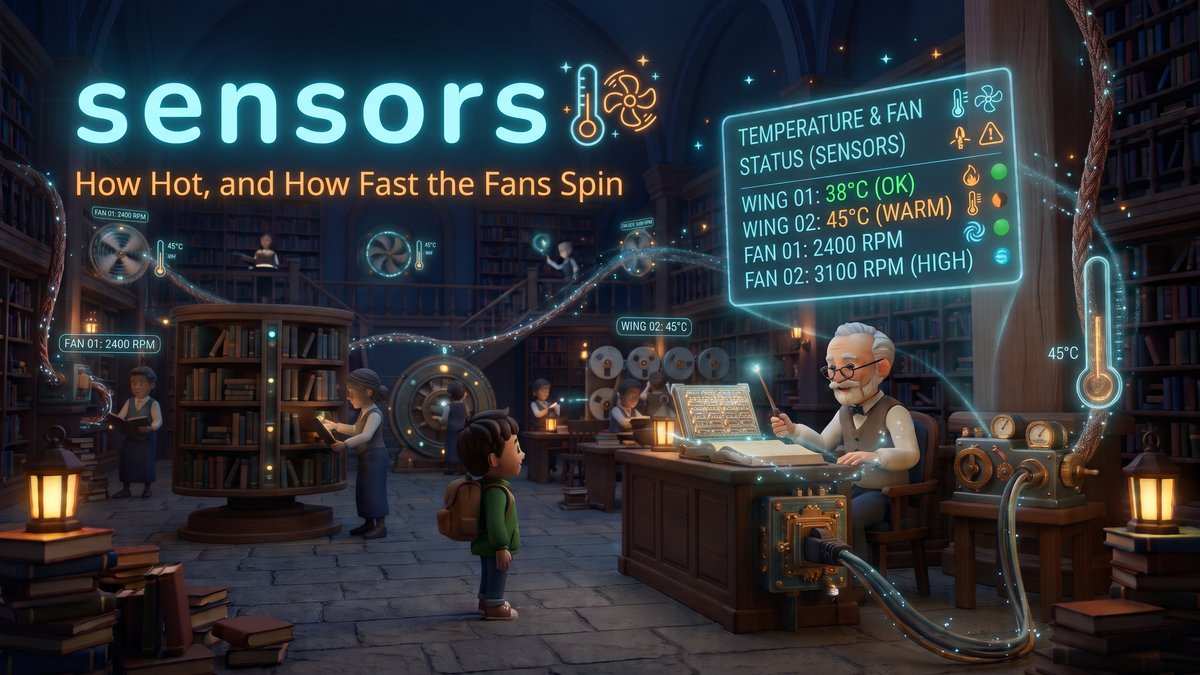 sensors
How Hot, and How Fast the Fans Spin
TEMPERATURE & FAN
STATUS (SENSORS)
WING 01: 38°C (OK)
WING 02: 45°C (WARM)
FAN 01: 2400 RPM
FAN 02: 3100 RPM (HIGH)
FAN 01: 2400 RPM
45°C
45°C
FAN 01: 2400 RPM
WING 02: 45°C
45°C